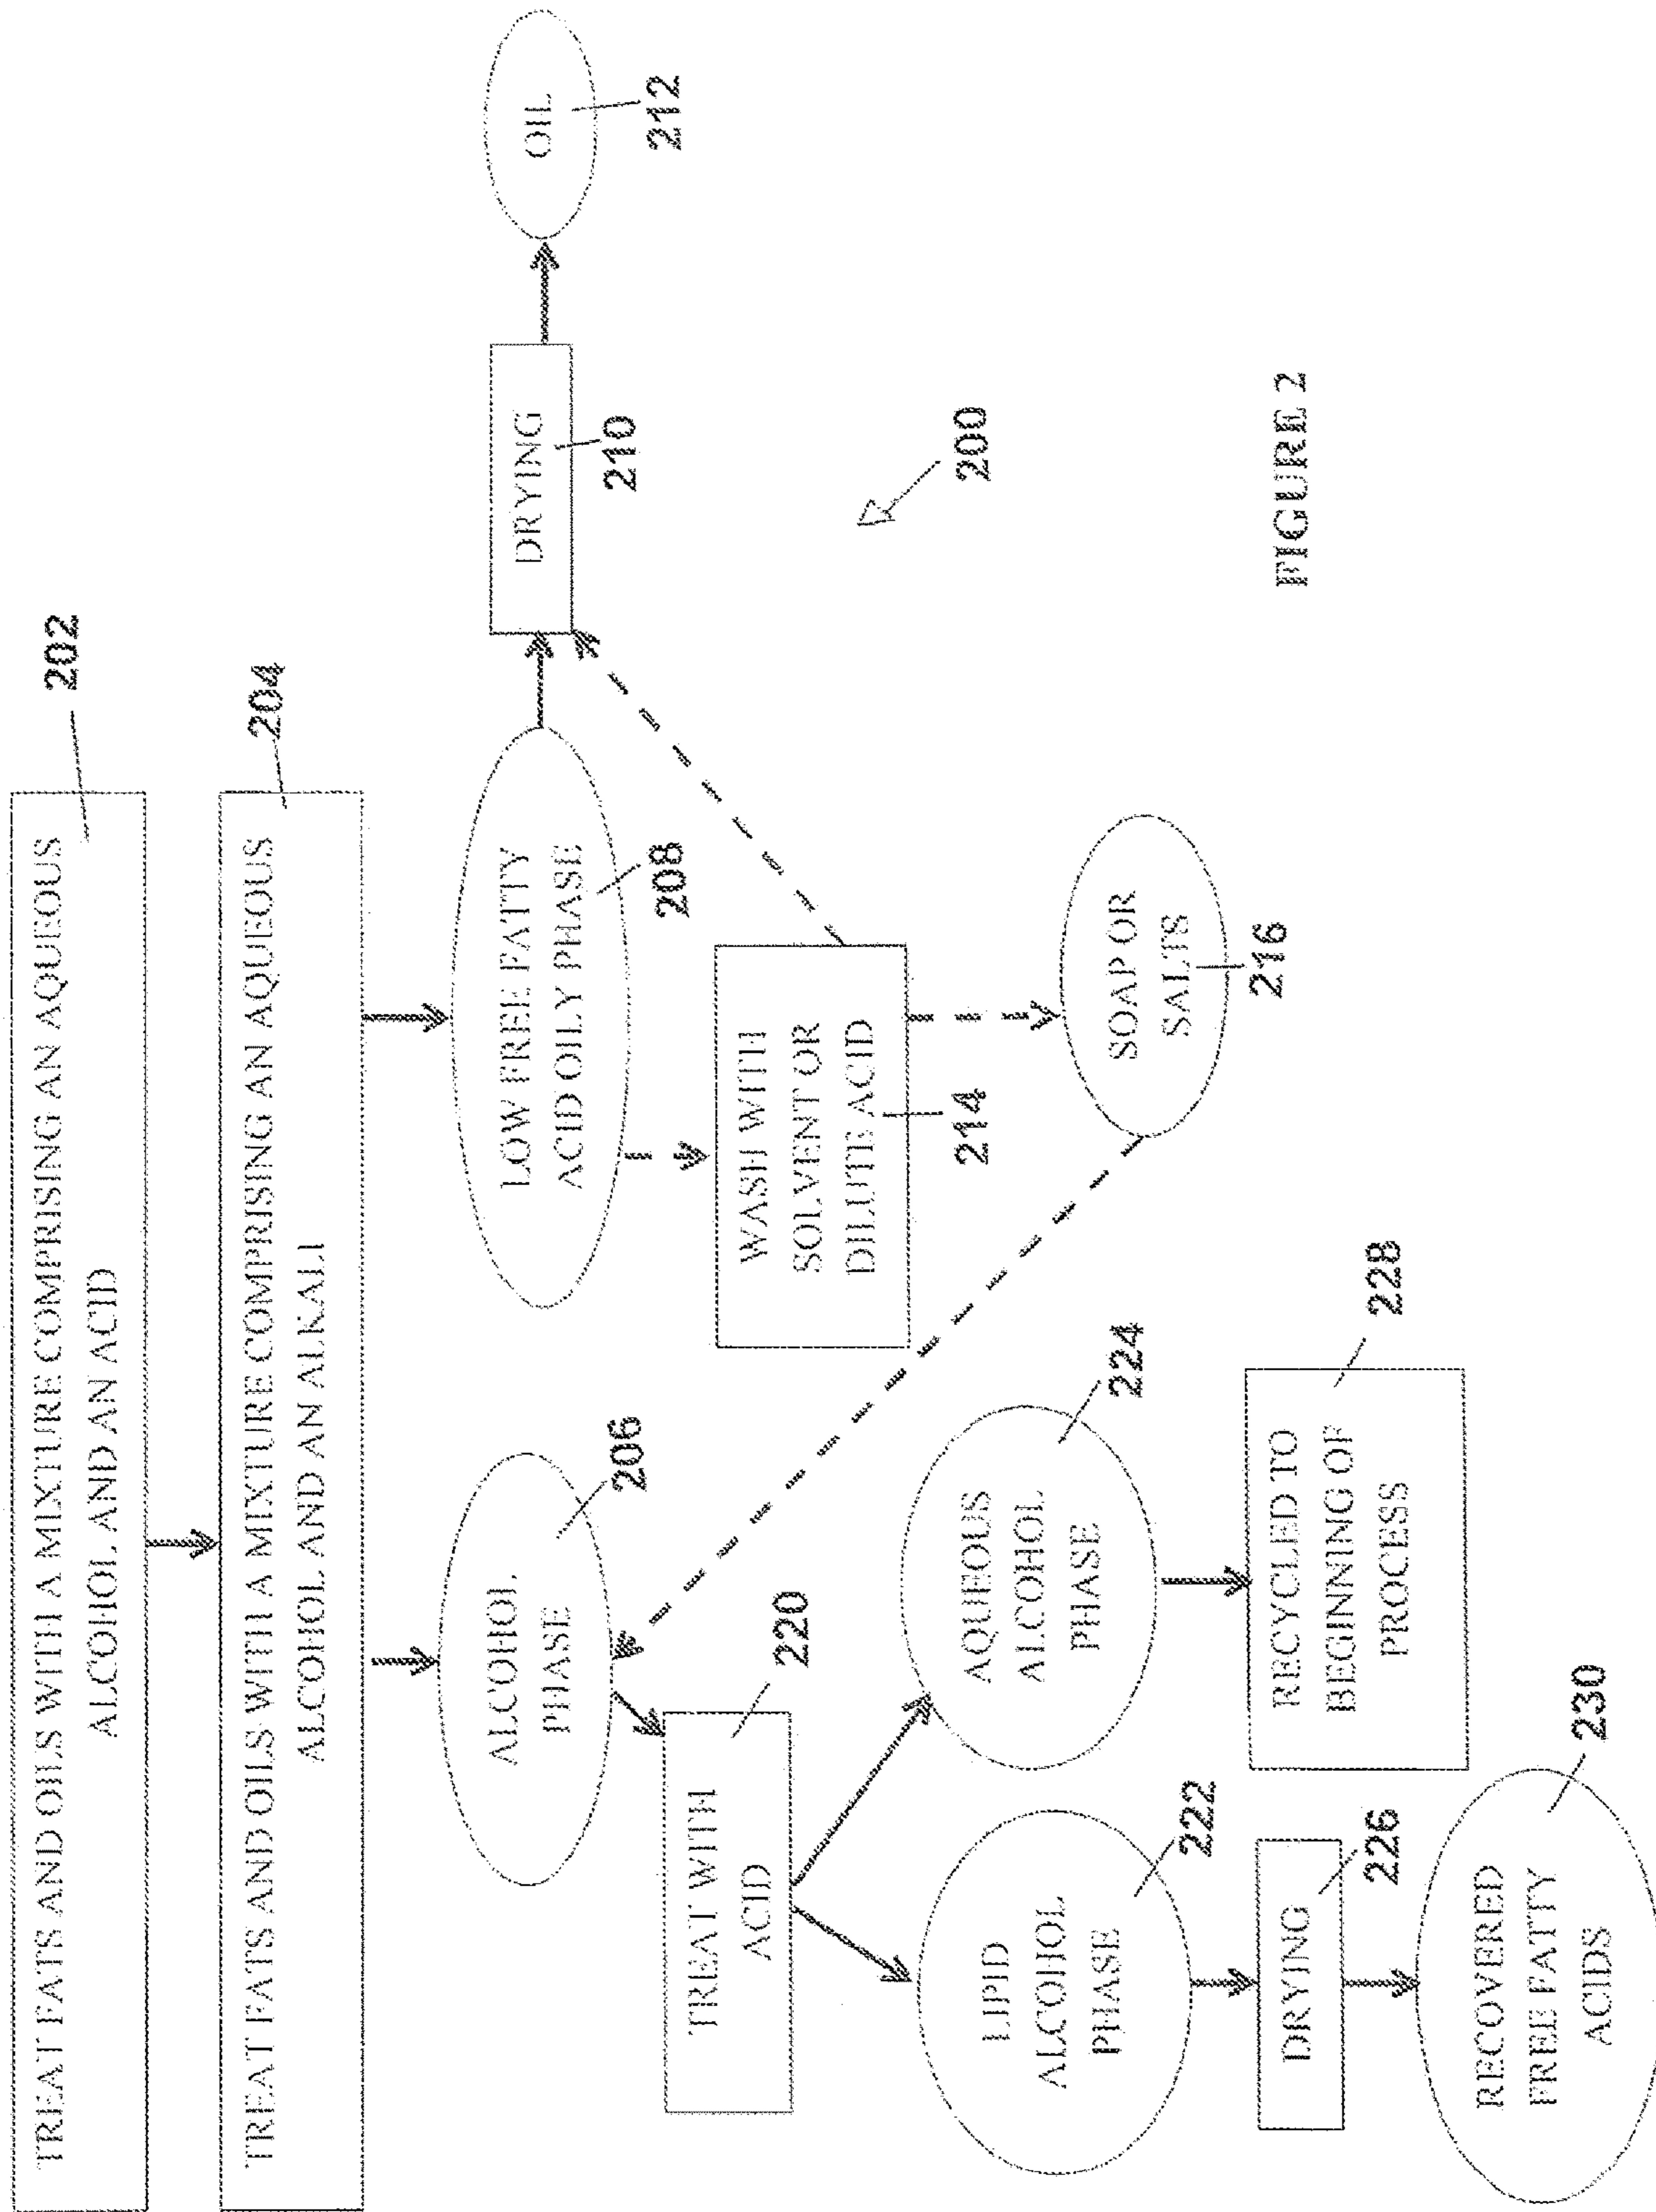 TREAT FATS AND OILS WITH A MIXTURE COMPRISING AN AQUEOUS
ALCOHOL AND AN ACID
202
TREAT FATS AND OILS WITH A MIXTURE COMPRISING AN AQUEOUS
ALCOHOL AND AN ALKALI
204
ALCOHOL
PHASE
206
LOW FREE FATTY
ACID OILY PHASE
208
DRYING
210
OIL
212
TREAT WITH
ACID
220
WASH WITH
SOLVENT OR
DILUTE ACID
214
LIPID
ALCOHOL
PHASE
222
AQUEOUS
ALCOHOL
PHASE
224
SOAP OR
SALTS
216
200
DRYING
226
RECYCLED TO
BEGINNING OF
PROCESS
228
RECOVERED
FREE FATTY
ACIDS
230
FIGURE 2